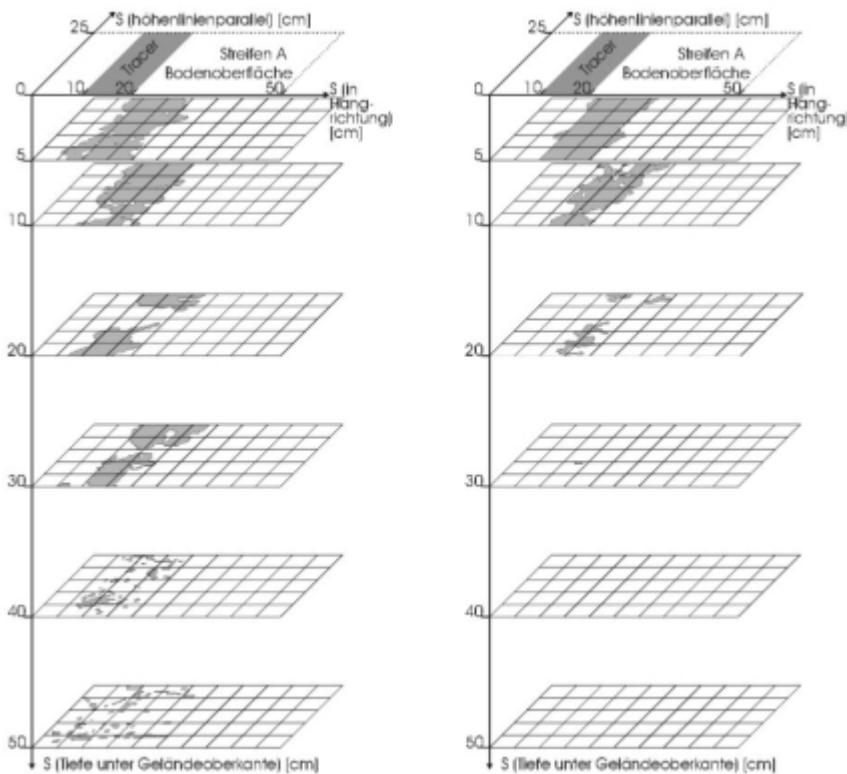 S (höhenlinienparallel) [cm]
25
Tracer
Streifen A
Bodenoberfläche
0
10
20
50
S (in
Hang-
richtung)
[cm]
5
10
20
30
40
50
S (Tiefe unter Geländeoberkante) [cm]
S (höhenlinienparallel) [cm]
25
Tracer
Streifen A
Bodenoberfläche
0
10
20
50
S (in
Hang-
richtung)
[cm]
5
10
20
30
40
50
S (Tiefe unter Geländeoberkante) [cm]